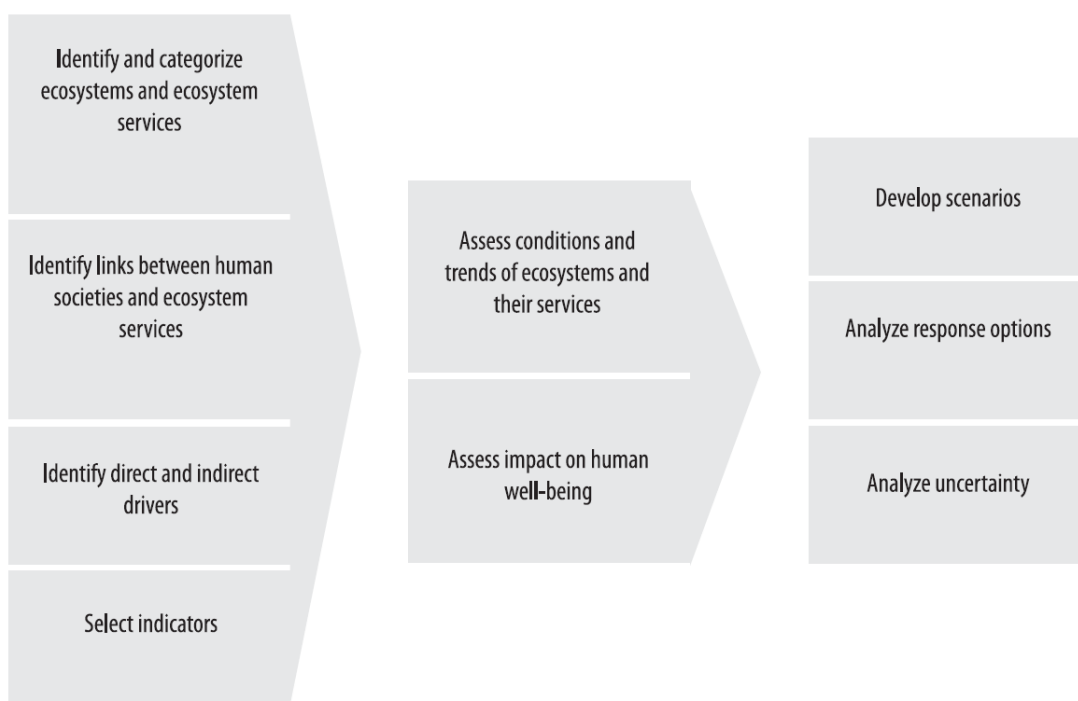 Identify and categorize
ecosystems and ecosystem
services
Identify links between human
societies and ecosystem
services
Identify direct and indirect
drivers
Select indicators
Assess conditions and
trends of ecosystems and
their services
Assess impact on human
well-being
Develop scenarios
Analyze response options
Analyze uncertainty